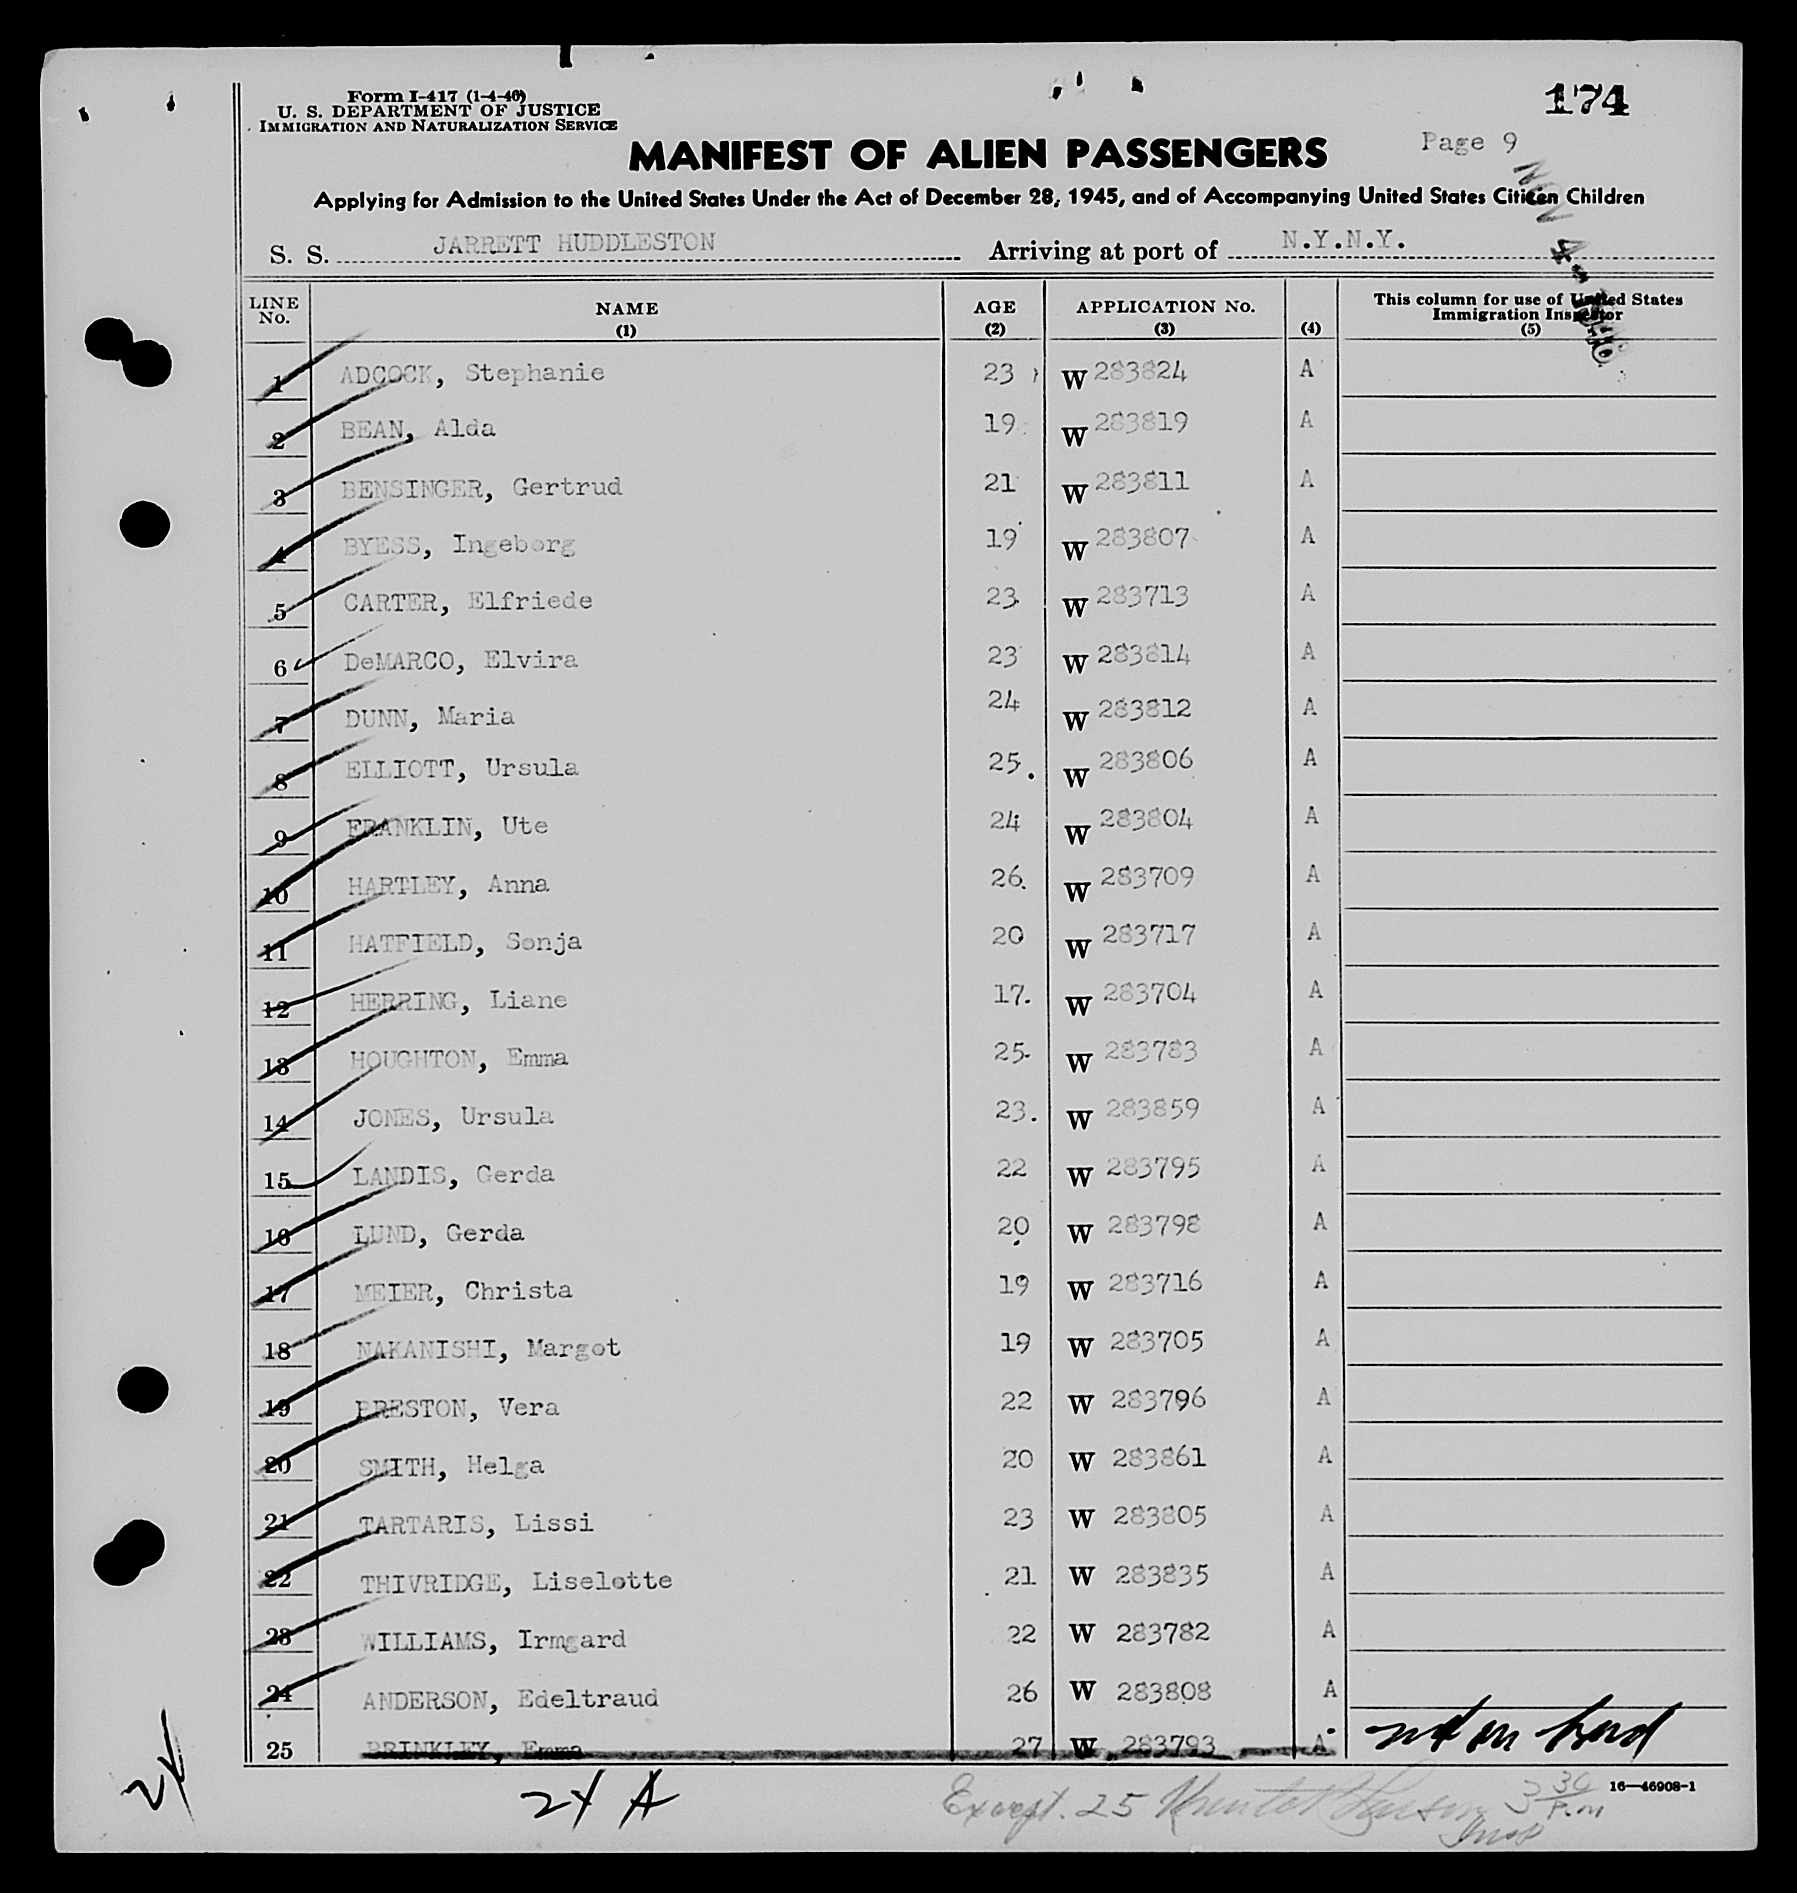 Form I-417 (1-4-46)
U. S. DEPARTMENT OF JUSTICE
IMMIGRATION AND NATURALIZATION SERVICE
174
Page 9
MANIFEST OF ALIEN PASSENGERS
Applying for Admission to the United States Under the Act of December 28, 1945, and of Accompanying United States Citizen Children
NOV 4 - 1946
S. S. JARRETT HUDDLESTON Arriving at port of N.Y.N.Y.
LINE No. NAME (1) AGE (2) APPLICATION No. (3) (4) This column for use of United States Immigration Inspector (5)
1 ADCOCK, Stephanie 23 W 283824 A
2 BEAN, Alda 19 W 283819 A
3 BENSINGER, Gertrud 21 W 283811 A
4 BYESS, Ingeborg 19 W 283807 A
5 CARTER, Elfriede 23 W 283713 A
6 DeMARCO, Elvira 23 W 283814 A
7 DUNN, Maria 24 W 283812 A
8 ELLIOTT, Ursula 25 W 283806 A
9 FRANKLIN, Ute 24 W 283804 A
10 HARTLEY, Anna 26 W 283709 A
11 HATFIELD, Sonja 20 W 283717 A
12 HERRING, Liane 17 W 283704 A
13 HOUGHTON, Emma 25 W 283783 A
14 JONES, Ursula 23 W 283859 A
15 LANDIS, Gerda 22 W 283795 A
16 LUND, Gerda 20 W 283798 A
17 MEIER, Christa 19 W 283716 A
18 NAKANISHI, Margot 19 W 283705 A
19 PRESTON, Vera 22 W 283796 A
20 SMITH, Helga 20 W 283861 A
21 TARTARIS, Lissi 23 W 283805 A
22 THIVRIDGE, Liselotte 21 W 283835 A
23 WILLIAMS, Irmgard 22 W 283782 A
24 ANDERSON, Edeltraud 26 W 283808 A
25 BRINKLEY, Emma 27 W 283793 A not on board
24
24 A
Except. 25
3 30 P.m
Insp
16—46908-1